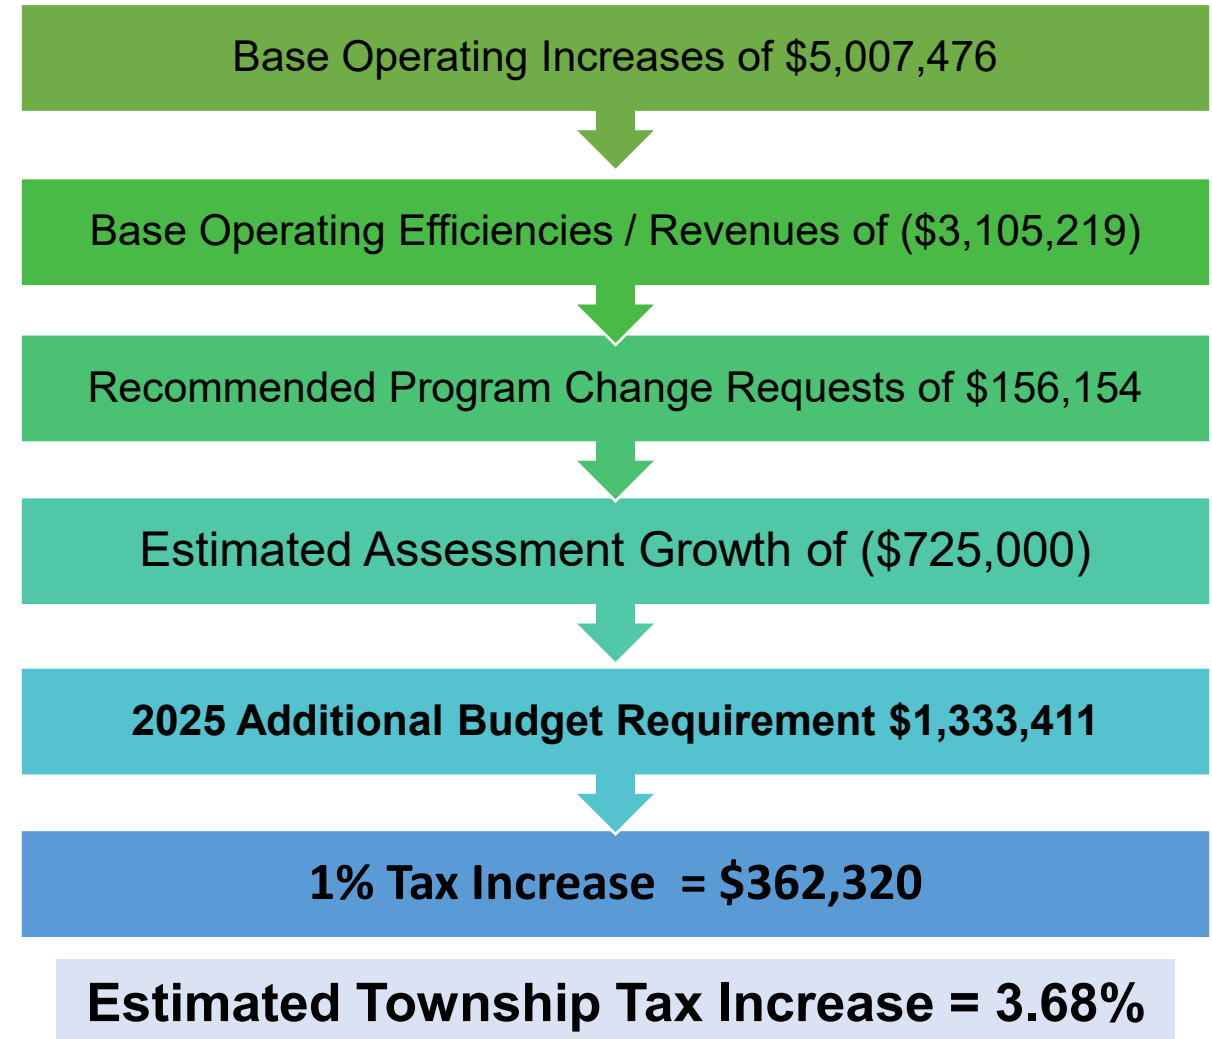 Base Operating Increases of $5,007,476
Base Operating Efficiencies / Revenues of ($3,105,219)
Recommended Program Change Requests of $156,154
Estimated Assessment Growth of ($725,000)
2025 Additional Budget Requirement $1,333,411
1% Tax Increase = $362,320
Estimated Township Tax Increase = 3.68%